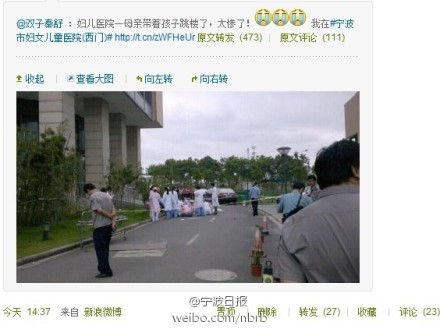 @双子秦舒：妇儿医院一母亲带着孩子跳楼了，太惨了！ 我在#宁波
市妇女儿童医院(西门)# http://t.cn/zWFHeUr 原文转发（473）｜原文评论（111）
收起 查看大图 向左转 向右转
@宁波日报
weibo.com/nbrb
今天 14:37 来自 新浪微博 置顶 删除｜转发（27）｜收藏｜评论（23）